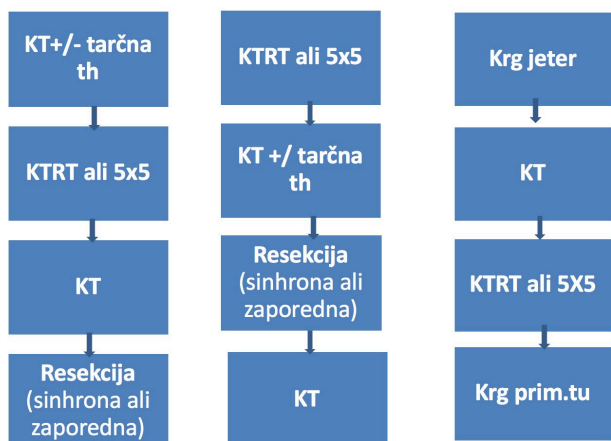 KT+/- tarčna
th
KTRT ali 5x5
KT
Resekcija
(sinhrona ali
zaporedna)
KTRT ali 5x5
KT +/ tarčna
th
Resekcija
(sinhrona ali
zaporedna)
KT
Krg jeter
KT
KTRT ali 5X5
Krg prim.tu